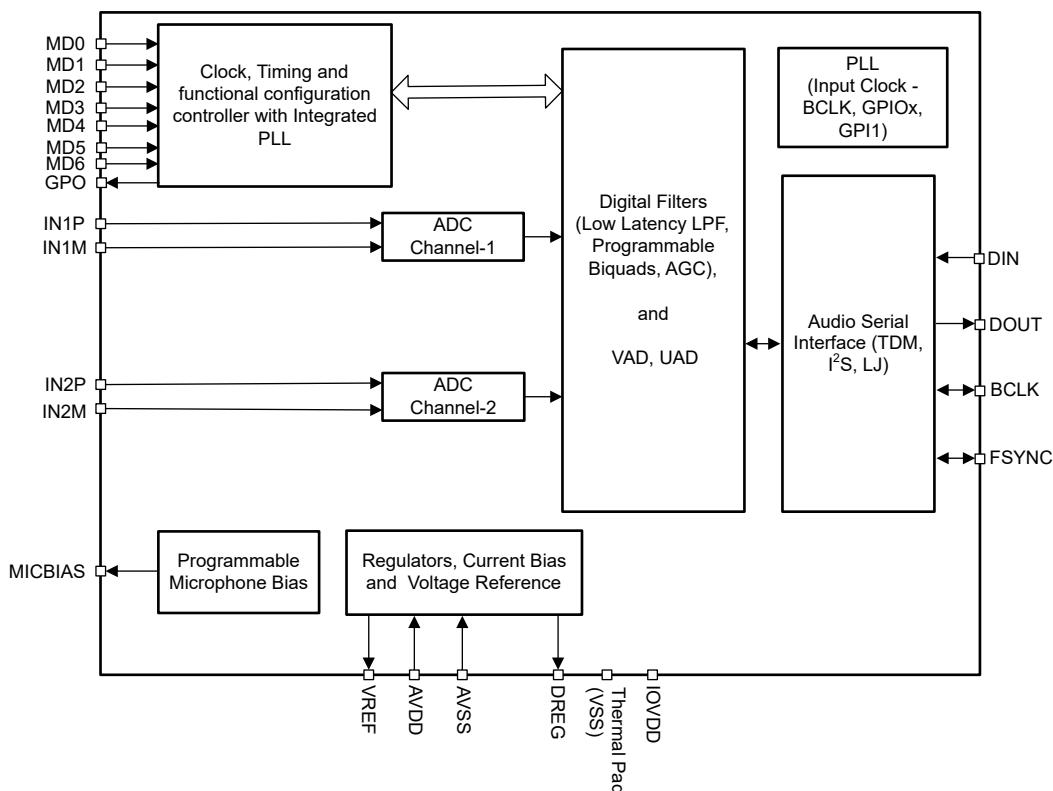 MD0
MD1
MD2
MD3
MD4
MD5
MD6
GPO
Clock, Timing and
functional configuration
controller with Integrated
PLL
PLL
(Input Clock -
BCLK, GPIOx,
GPI1)
IN1P
IN1M
ADC
Channel-1
Digital Filters
(Low Latency LPF,
Programmable
Biquads, AGC),
and
VAD, UAD
Audio Serial
Interface (TDM,
I²S, LJ)
DIN
DOUT
BCLK
FSYNC
IN2P
IN2M
ADC
Channel-2
MICBIAS
Programmable
Microphone Bias
Regulators, Current Bias
and Voltage Reference
VREF
AVDD
AVSS
DREG
Thermal Pad
(VSS)
IOVDD